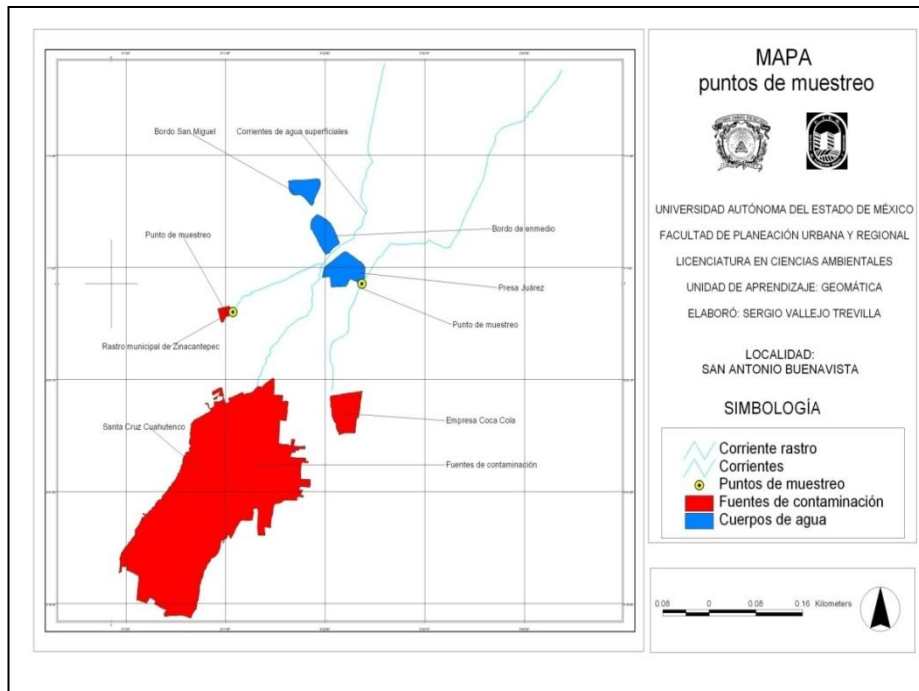 MAPA
puntos de muestreo
UNIVERSIDAD AUTÓNOMA DEL ESTADO DE MÉXICO
FACULTAD DE PLANEACIÓN URBANA Y REGIONAL
LICENCIATURA EN CIENCIAS AMBIENTALES
UNIDAD DE APRENDIZAJE: GEOMÁTICA
ELABORÓ: SERGIO VALLEJO TREVILLA
LOCALIDAD:
SAN ANTONIO BUENAVISTA
SIMBOLOGÍA
Corriente rastro
Corrientes
Puntos de muestreo
Fuentes de contaminación
Cuerpos de agua
0.08 0 0.08 0.16 Kilometers
Bordo San Miguel
Corrientes de agua superficiales
Punto de muestreo
Bordo de enmedio
Presa Juárez
Punto de muestreo
Rastro municipal de Zinacantepec
Santa Cruz Cuahutenco
Empresa Coca Cola
Fuentes de contaminación